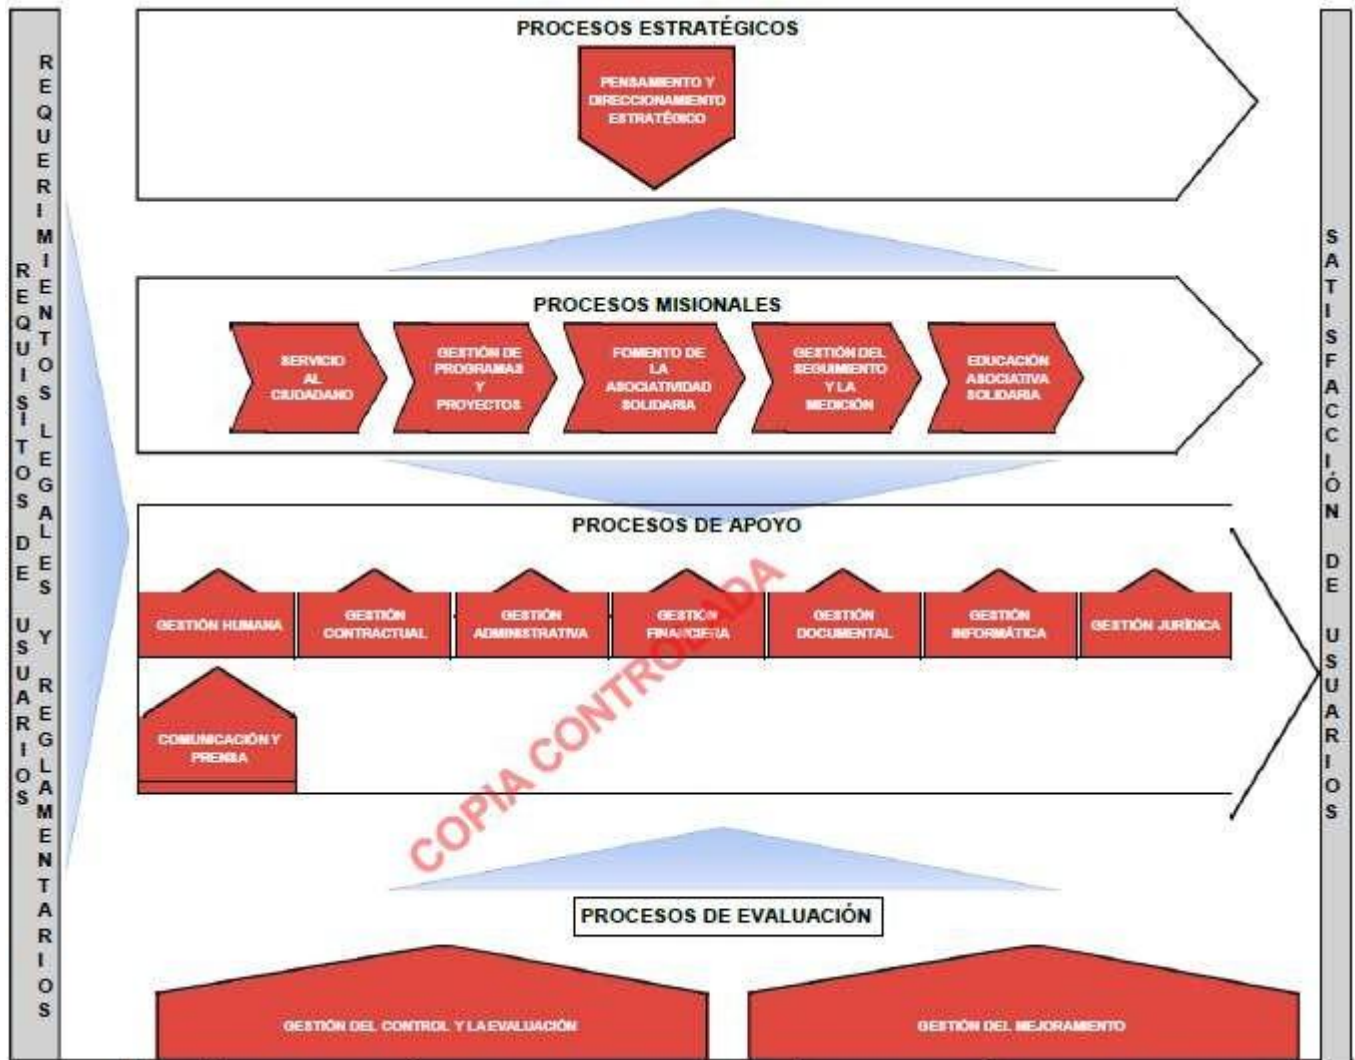 REQUISITOS DE USUARIOS
REQUERIMIENTOS LEGALES Y REGLAMENTARIOS
PROCESOS ESTRATÉGICOS
PENSAMIENTO Y
DIRECCIONAMIENTO
ESTRATÉGICO
PROCESOS MISIONALES
SERVICIO
AL
CIUDADANO
GESTIÓN DE
PROGRAMAS
Y
PROYECTOS
FOMENTO DE
LA
ASOCIATIVIDAD
SOLIDARIA
GESTIÓN DEL
SEGUIMIENTO
Y LA
MEDICIÓN
EDUCACIÓN
ASOCIATIVA
SOLIDARIA
PROCESOS DE APOYO
GESTIÓN HUMANA
GESTIÓN
CONTRACTUAL
GESTIÓN
ADMINISTRATIVA
GESTIÓN
FINANCIERA
GESTIÓN
DOCUMENTAL
GESTIÓN
INFORMÁTICA
GESTIÓN JURÍDICA
COMUNICACIÓN Y
PRENSA
COPIA CONTROLADA
PROCESOS DE EVALUACIÓN
GESTIÓN DEL CONTROL Y LA EVALUACIÓN
GESTIÓN DEL MEJORAMIENTO
SATISFACCIÓN DE USUARIOS